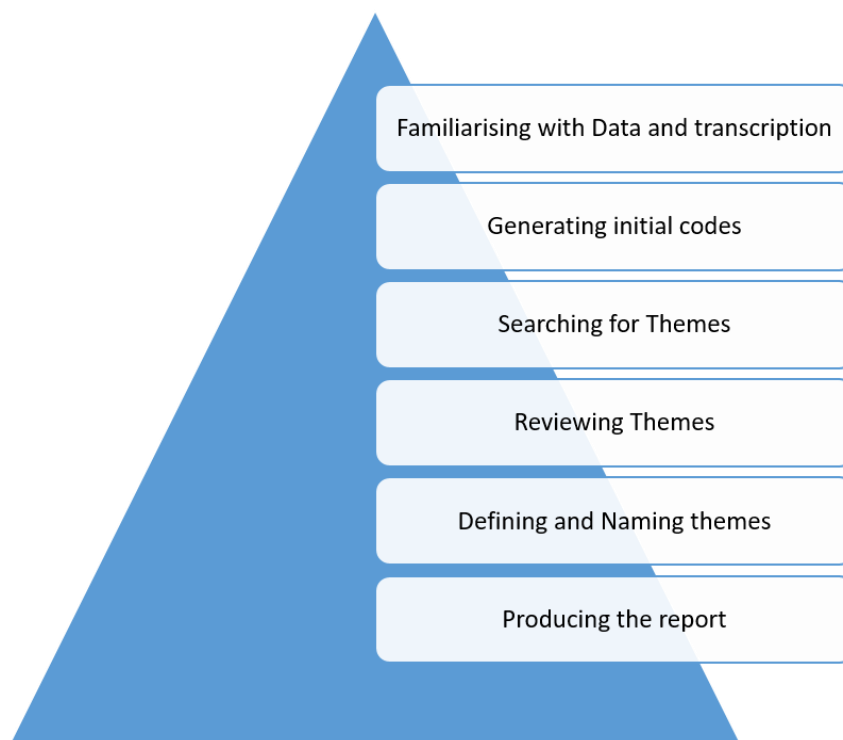 Familiarising with Data and transcription
Generating initial codes
Searching for Themes
Reviewing Themes
Defining and Naming themes
Producing the report